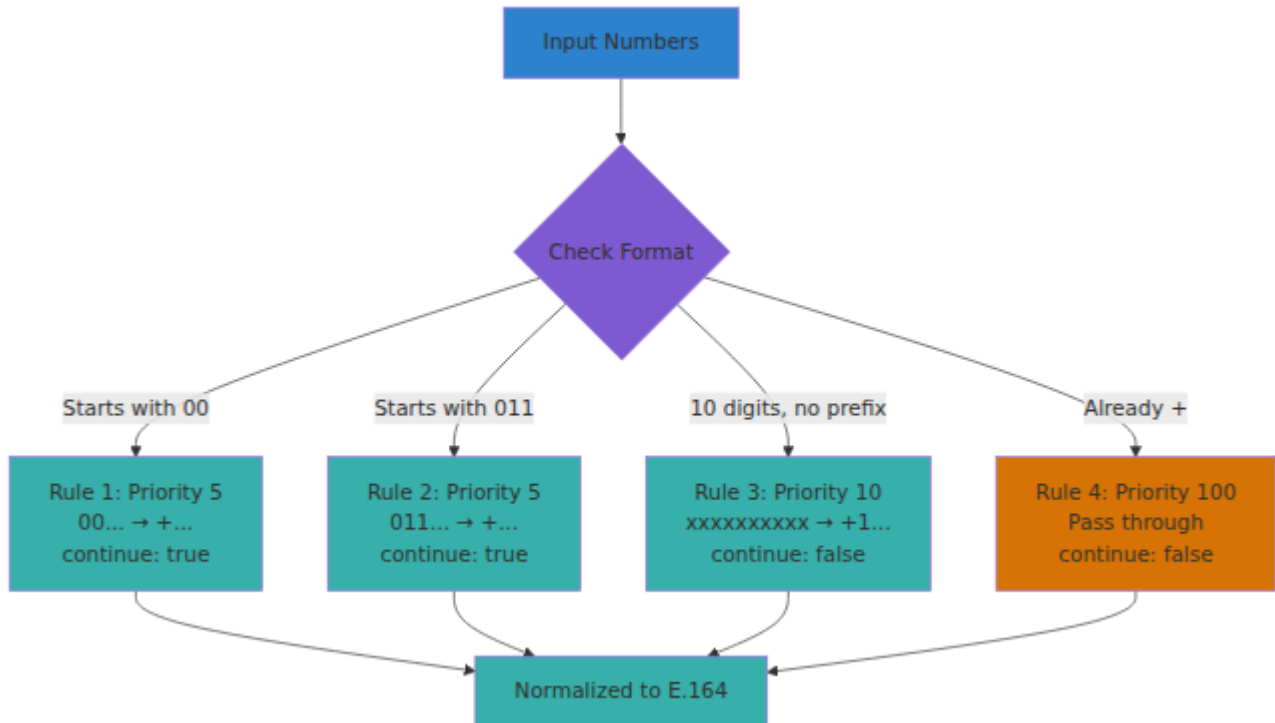 Input Numbers
Check Format
Starts with 00
Starts with 011
10 digits, no prefix
Already +
Rule 1: Priority 5
00... → +...
continue: true
Rule 2: Priority 5
011... → +...
continue: true
Rule 3: Priority 10
xxxxxxxxxx → +1...
continue: false
Rule 4: Priority 100
Pass through
continue: false
Normalized to E.164